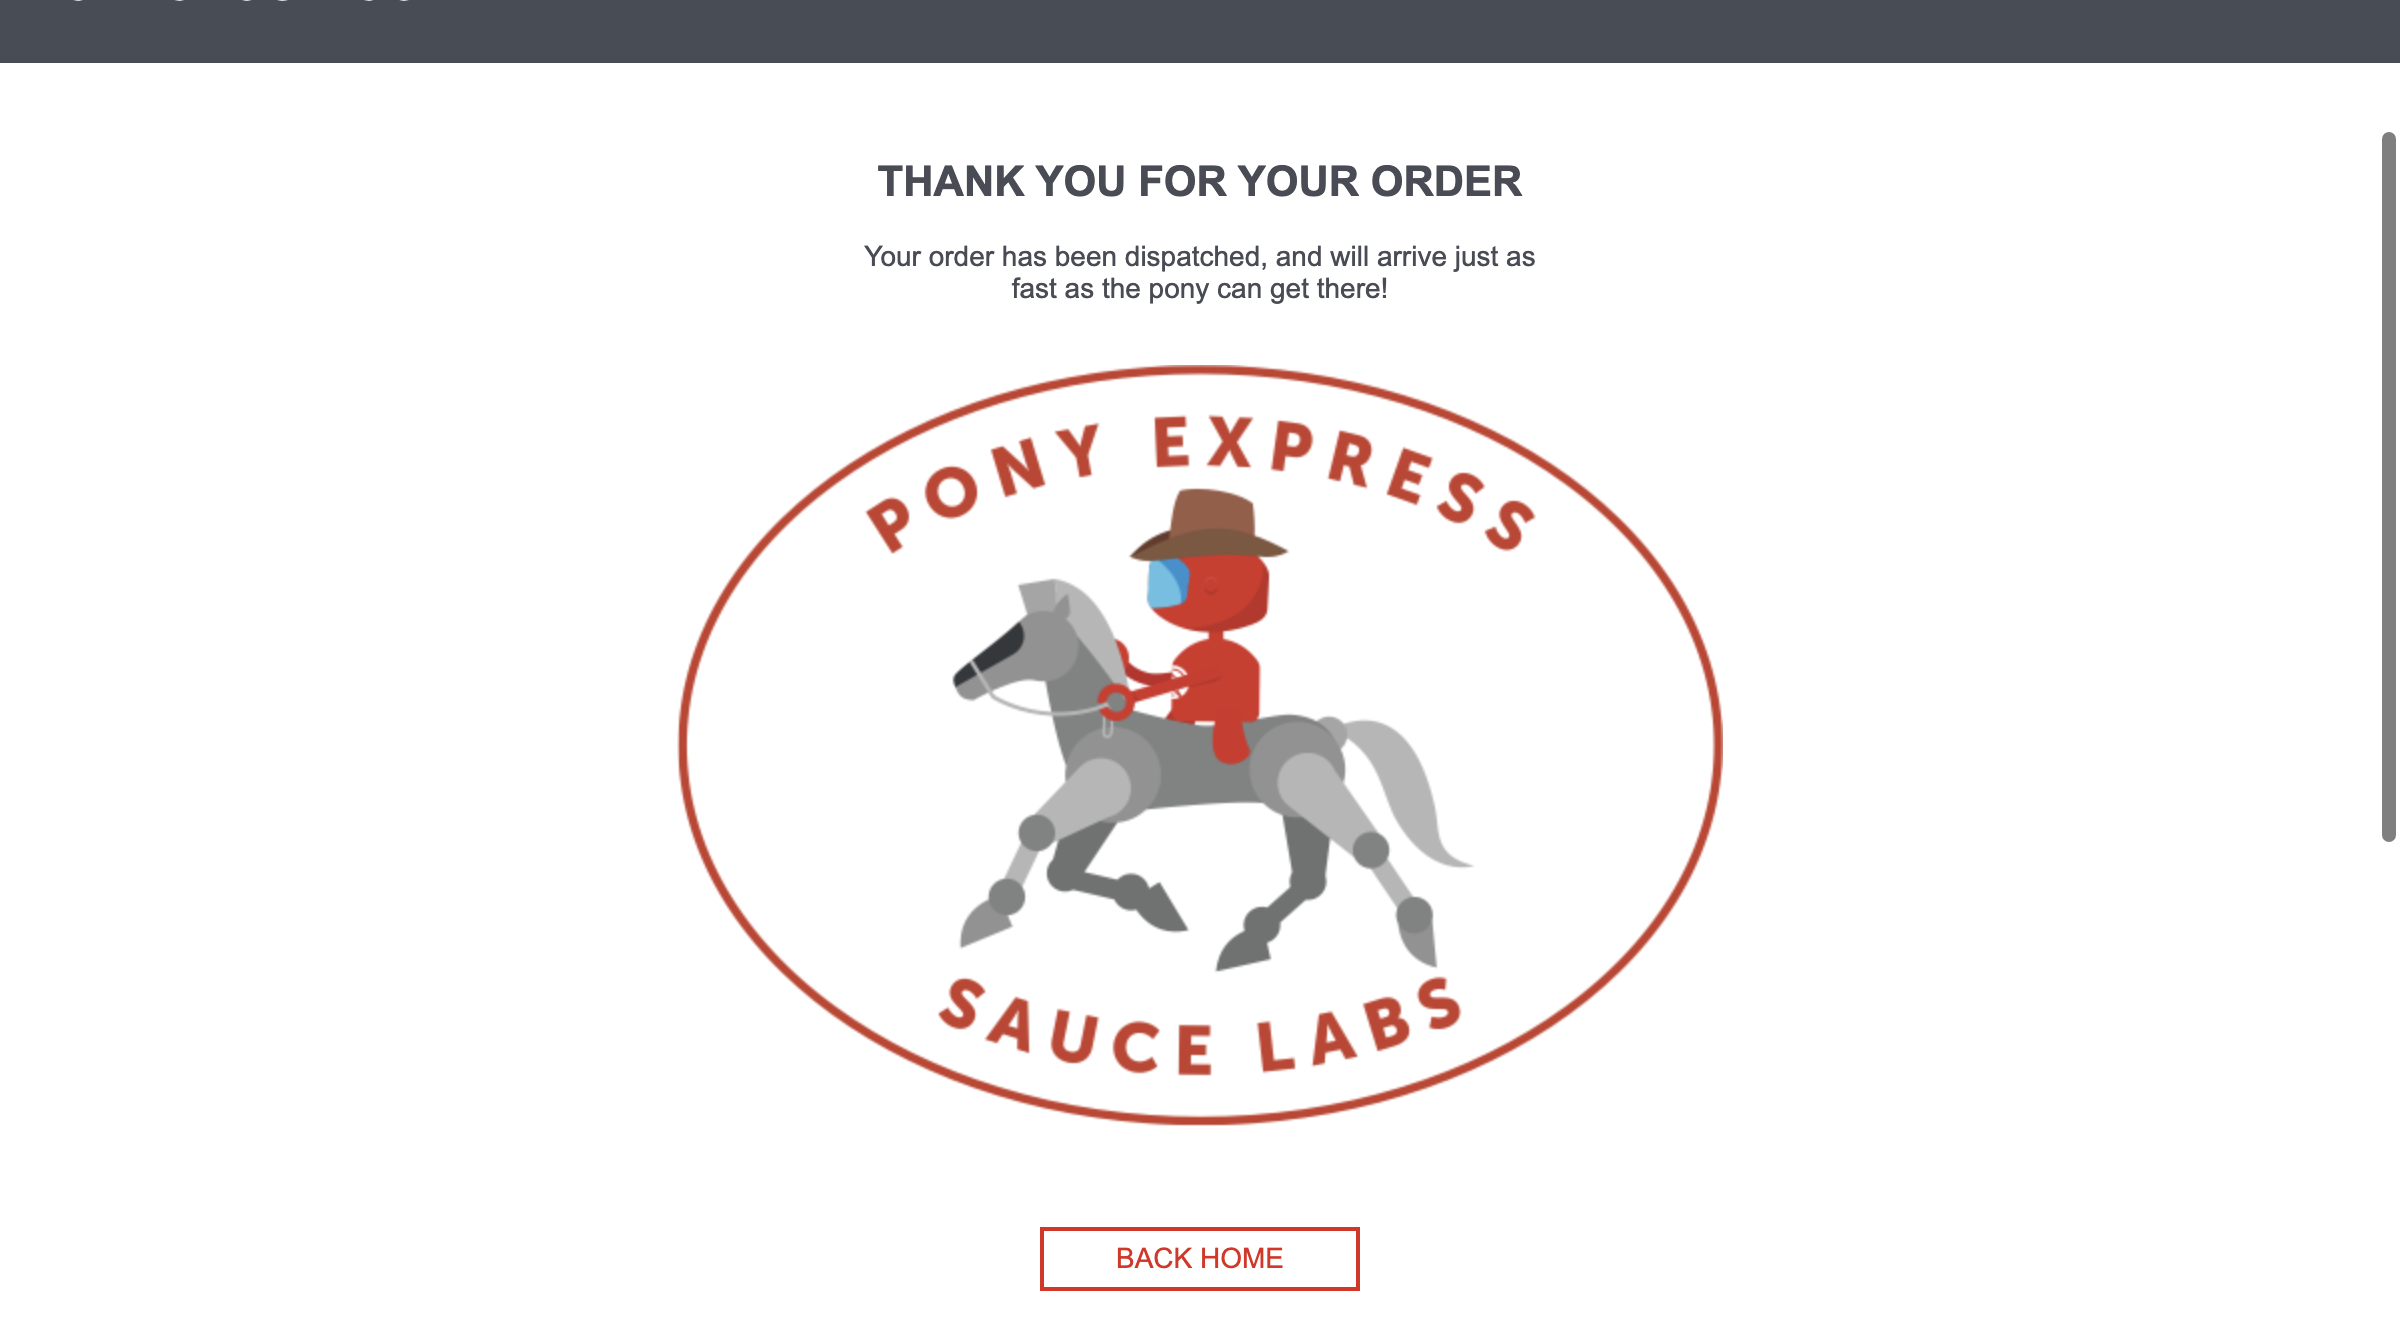 THANK YOU FOR YOUR ORDER
Your order has been dispatched, and will arrive just as
fast as the pony can get there!
PONY EXPRESS
SAUCE LABS
BACK HOME